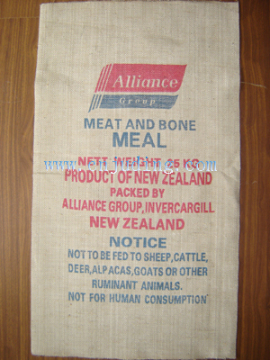 Alliance
Group
MEAT AND BONE
MEAL
NETT WEIGHT 25 KG
PRODUCT OF NEW ZEALAND
PACKED BY
ALLIANCE GROUP, INVERCARGILL
NEW ZEALAND
NOTICE
NOT TO BE FED TO SHEEP, CATTLE,
DEER, ALPACAS, GOATS OR OTHER
RUMINANT ANIMALS.
NOT FOR HUMAN CONSUMPTION